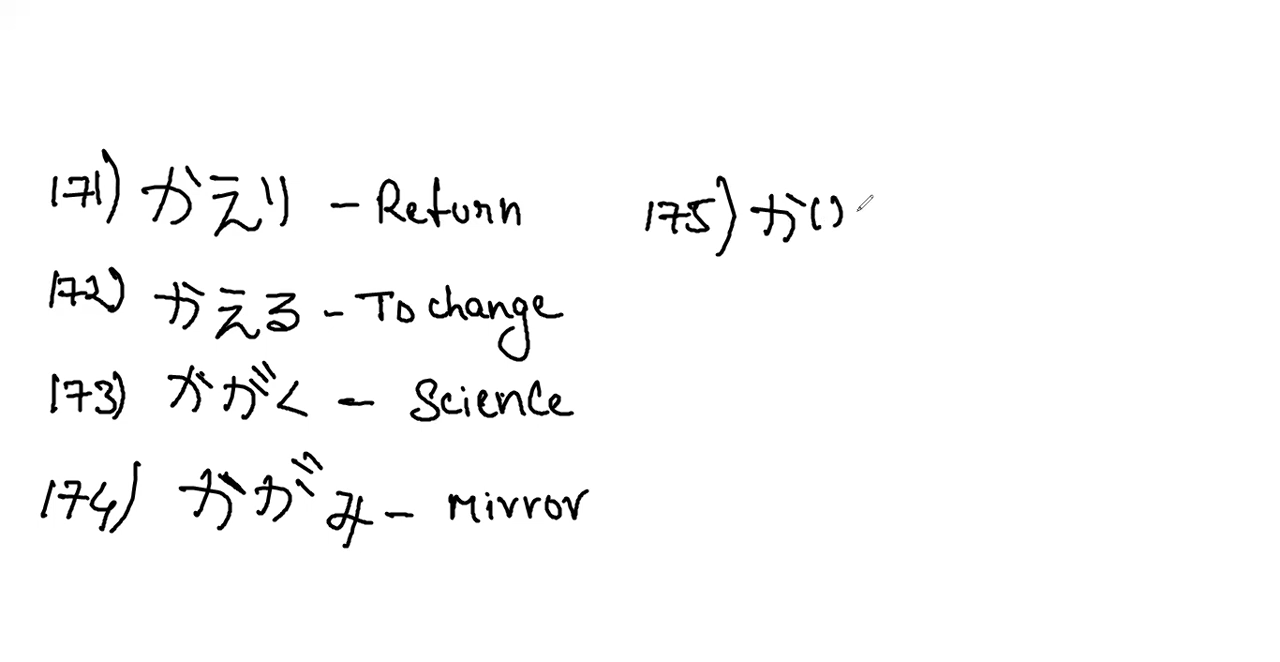 171) かえり - Return
172) かえる - To change
173) かがく - Science
174) かがみ - Mirror
175) かい